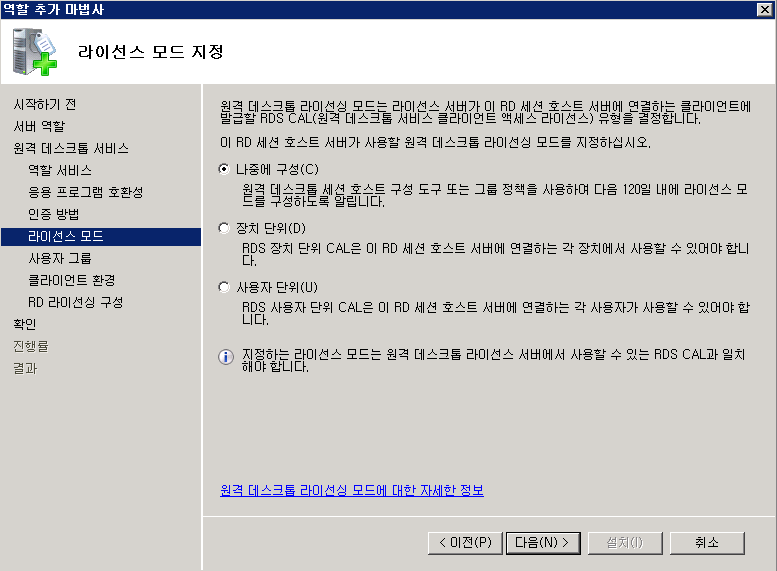 역할 추가 마법사
라이선스 모드 지정
시작하기 전
서버 역할
원격 데스크톱 서비스
역할 서비스
응용 프로그램 호환성
인증 방법
라이선스 모드
사용자 그룹
클라이언트 환경
RD 라이선싱 구성
확인
진행률
결과
원격 데스크톱 라이선싱 모드는 라이선스 서버가 이 RD 세션 호스트 서버에 연결하는 클라이언트에
발급할 RDS CAL(원격 데스크톱 서비스 클라이언트 액세스 라이선스) 유형을 결정합니다.
이 RD 세션 호스트 서버가 사용할 원격 데스크톱 라이선싱 모드를 지정하십시오.
나중에 구성(C)
원격 데스크톱 세션 호스트 구성 도구 또는 그룹 정책을 사용하여 다음 120일 내에 라이선스 모
드를 구성하도록 알립니다.
장치 단위(D)
RDS 장치 단위 CAL은 이 RD 세션 호스트 서버에 연결하는 각 장치에서 사용할 수 있어야 합니
다.
사용자 단위(U)
RDS 사용자 단위 CAL은 이 RD 세션 호스트 서버에 연결하는 각 사용자가 사용할 수 있어야 합
니다.
지정하는 라이선스 모드는 원격 데스크톱 라이선스 서버에서 사용할 수 있는 RDS CAL과 일치
해야 합니다.
원격 데스크톱 라이선싱 모드에 대한 자세한 정보
< 이전(P) 다음(N) > 설치(I) 취소